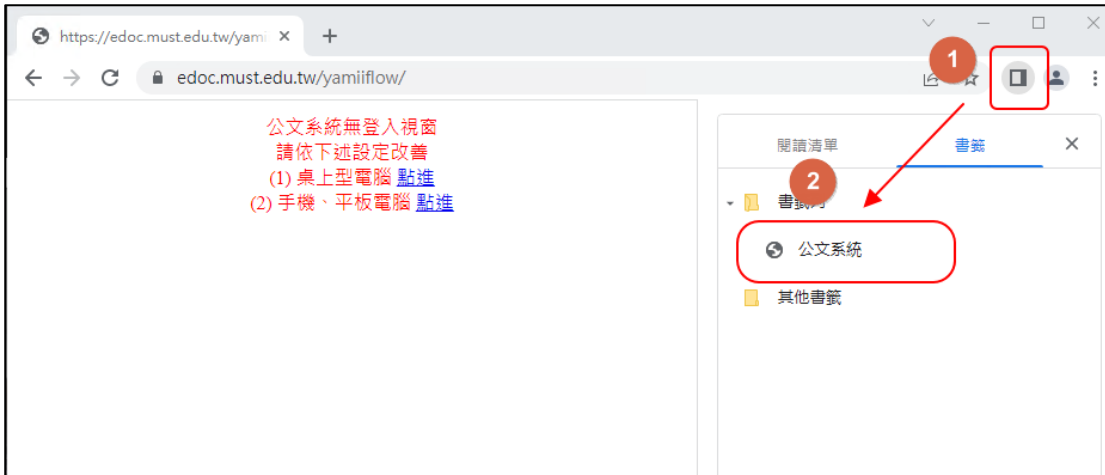 https://edoc.must.edu.tw/yami
edoc.must.edu.tw/yamiiflow/
1
公文系統無登入視窗
請依下述設定改善
(1) 桌上型電腦 點進
(2) 手機、平板電腦 點進
閱讀清單
書籤
2
公文系統
其他書籤